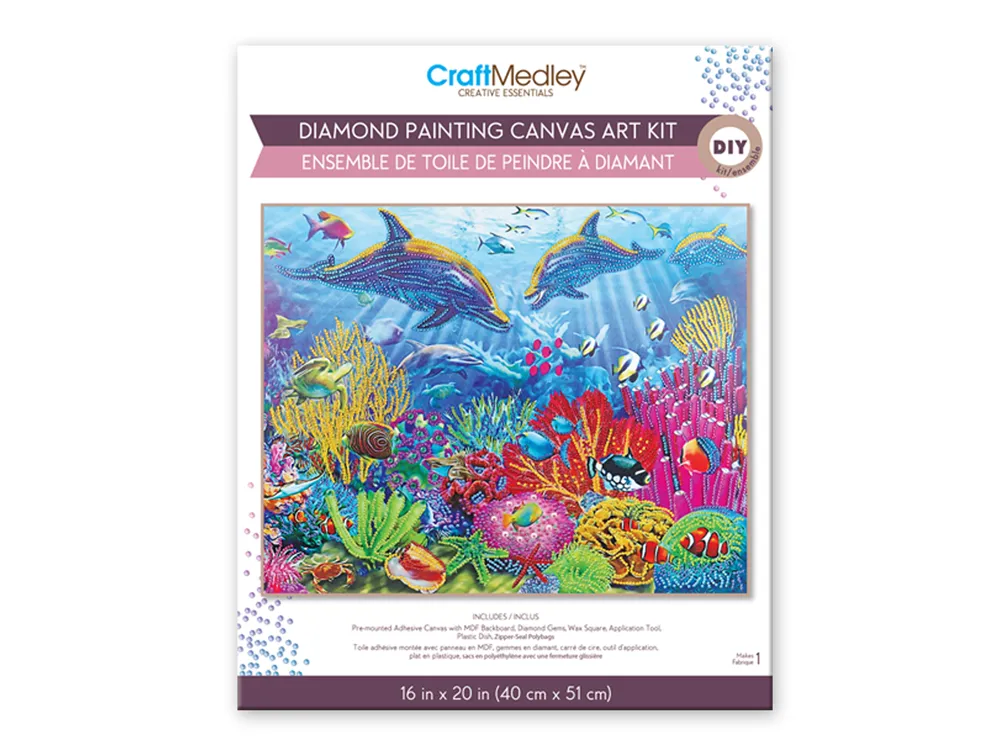 CraftMedley™
CREATIVE ESSENTIALS
DIAMOND PAINTING CANVAS ART KIT
ENSEMBLE DE TOILE DE PEINDRE À DIAMANT
DIY
kit/ensemble
INCLUDES / INCLUS
Pre-mounted Adhesive Canvas with MDF Backboard, Diamond Gems, Wax Square, Application Tool,
Plastic Dish, Zipper-Seal Polybags
Toile adhésive montée avec panneau en MDF, gemmes en diamant, carré de cire, outil d'application,
plat en plastique, sacs en polyéthylène avec une fermeture glissière
Makes
Fabrique 1
16 in x 20 in (40 cm x 51 cm)